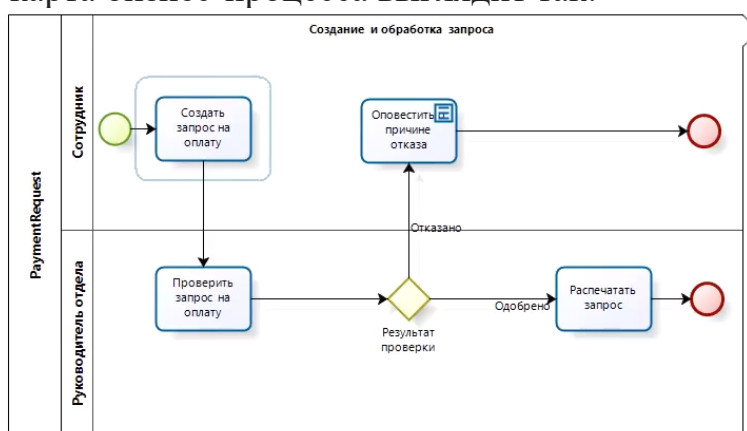 Создание и обработка запроса
PaymentRequest
Сотрудник
Создать
запрос на
оплату
Оповестить
причине
отказа
Отказано
Руководитель отдела
Проверить
запрос на
оплату
Результат
проверки
Одобрено
Распечатать
запрос